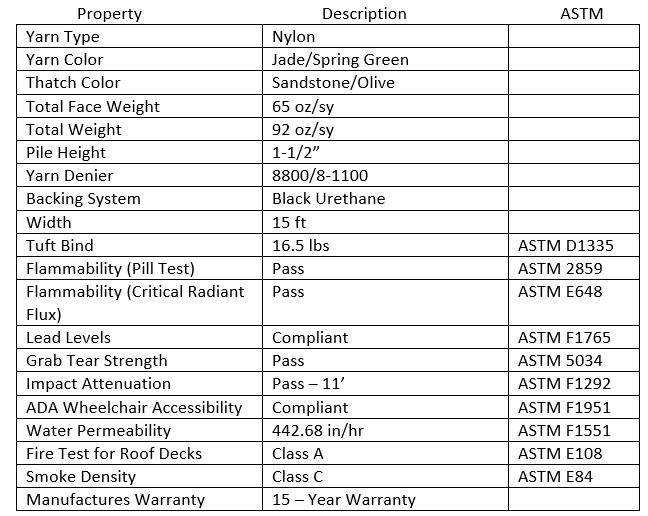 Property Description ASTM
Yarn Type Nylon
Yarn Color Jade/Spring Green
Thatch Color Sandstone/Olive
Total Face Weight 65 oz/sy
Total Weight 92 oz/sy
Pile Height 1-1/2”
Yarn Denier 8800/8-1100
Backing System Black Urethane
Width 15 ft
Tuft Bind 16.5 lbs ASTM D1335
Flammability (Pill Test) Pass ASTM 2859
Flammability (Critical Radiant Pass ASTM E648
Flux)
Lead Levels Compliant ASTM F1765
Grab Tear Strength Pass ASTM 5034
Impact Attenuation Pass – 11’ ASTM F1292
ADA Wheelchair Accessibility Compliant ASTM F1951
Water Permeability 442.68 in/hr ASTM F1551
Fire Test for Roof Decks Class A ASTM E108
Smoke Density Class C ASTM E84
Manufactures Warranty 15 – Year Warranty